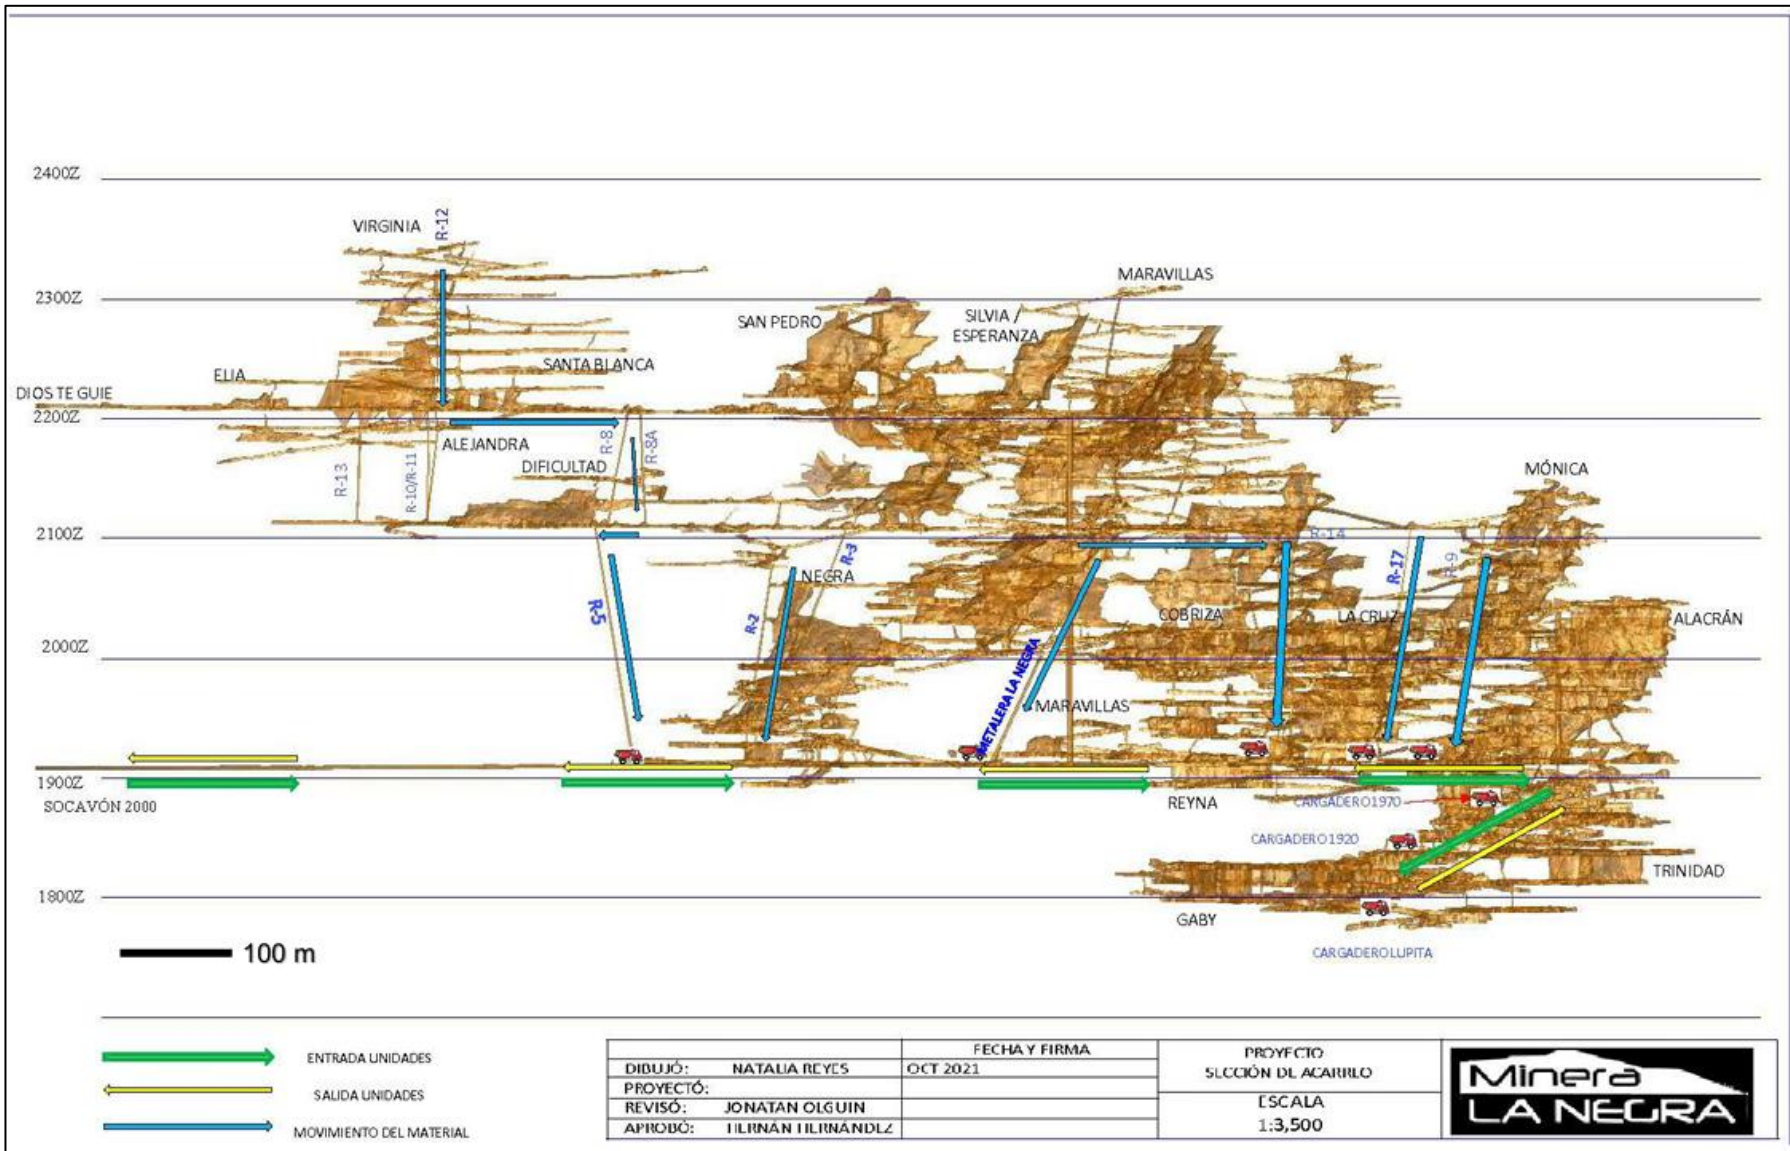 2400Z
VIRGINIA
R-12
MARAVILLAS
2300Z
SAN PEDRO
SILVIA /
ESPERANZA
SANTA BLANCA
ELIA
DIOS TE GUIE
2200Z
ALEJANDRA
R-8
R-8A
DIFICULTAD
R-13
R-10/R-11
MÓNICA
2100Z
R-14
R-3
R-17
R-9
NEGRA
R-5
R-2
COBRIZA
LA CRUZ
ALACRÁN
2000Z
METALERA LA NEGRA
MARAVILLAS
1900Z
SOCAVÓN 2000
REYNA
CARGADERO1970
CARGADERO1920
TRINIDAD
1800Z
GABY
CARGADEROLUPITA
100 m
ENTRADA UNIDADES
SALIDA UNIDADES
MOVIMIENTO DEL MATERIAL
FECHA Y FIRMA
DIBUJÓ: NATALIA REYES OCT 2021
PROYECTÓ:
REVISÓ: JONATAN OLGUIN
APROBÓ: HERNÁN HERNÁNDEZ
PROYECTO
SECCIÓN DE ACARREO
ESCALA
1:3,500
Minera
LA NEGRA